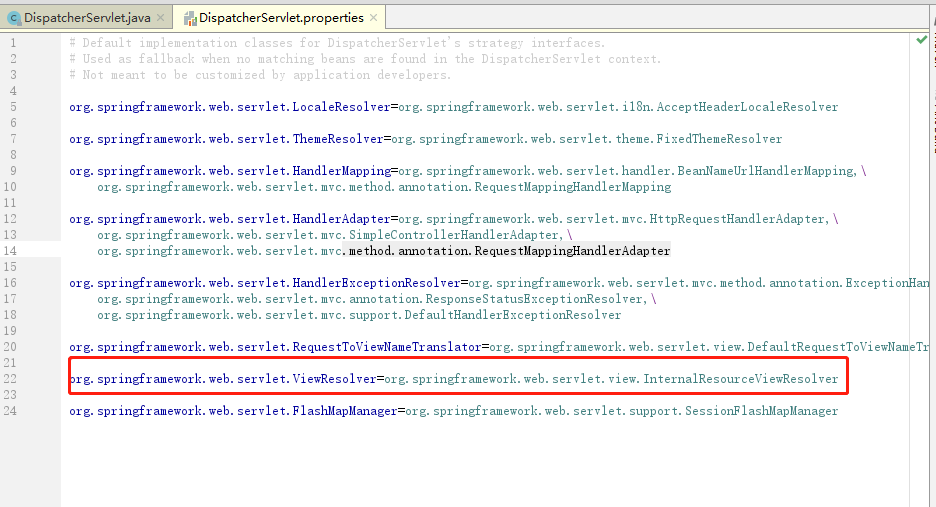 DispatcherServlet.java × DispatcherServlet.properties ×
1 # Default implementation classes for DispatcherServlet's strategy interfaces.
2 # Used as fallback when no matching beans are found in the DispatcherServlet context.
3 # Not meant to be customized by application developers.
4
5 org.springframework.web.servlet.LocaleResolver=org.springframework.web.servlet.i18n.AcceptHeaderLocaleResolver
6
7 org.springframework.web.servlet.ThemeResolver=org.springframework.web.servlet.theme.FixedThemeResolver
8
9 org.springframework.web.servlet.HandlerMapping=org.springframework.web.servlet.handler.BeanNameUrlHandlerMapping,\
10 org.springframework.web.servlet.mvc.method.annotation.RequestMappingHandlerMapping
11
12 org.springframework.web.servlet.HandlerAdapter=org.springframework.web.servlet.mvc.HttpRequestHandlerAdapter,\
13 org.springframework.web.servlet.mvc.SimpleControllerHandlerAdapter,\
14 org.springframework.web.servlet.mvc.method.annotation.RequestMappingHandlerAdapter
15
16 org.springframework.web.servlet.HandlerExceptionResolver=org.springframework.web.servlet.mvc.method.annotation.ExceptionHan
17 org.springframework.web.servlet.mvc.annotation.ResponseStatusExceptionResolver,\
18 org.springframework.web.servlet.mvc.support.DefaultHandlerExceptionResolver
19
20 org.springframework.web.servlet.RequestToViewNameTranslator=org.springframework.web.servlet.view.DefaultRequestToViewNameTr
21
22 org.springframework.web.servlet.ViewResolver=org.springframework.web.servlet.view.InternalResourceViewResolver
23
24 org.springframework.web.servlet.FlashMapManager=org.springframework.web.servlet.support.SessionFlashMapManager